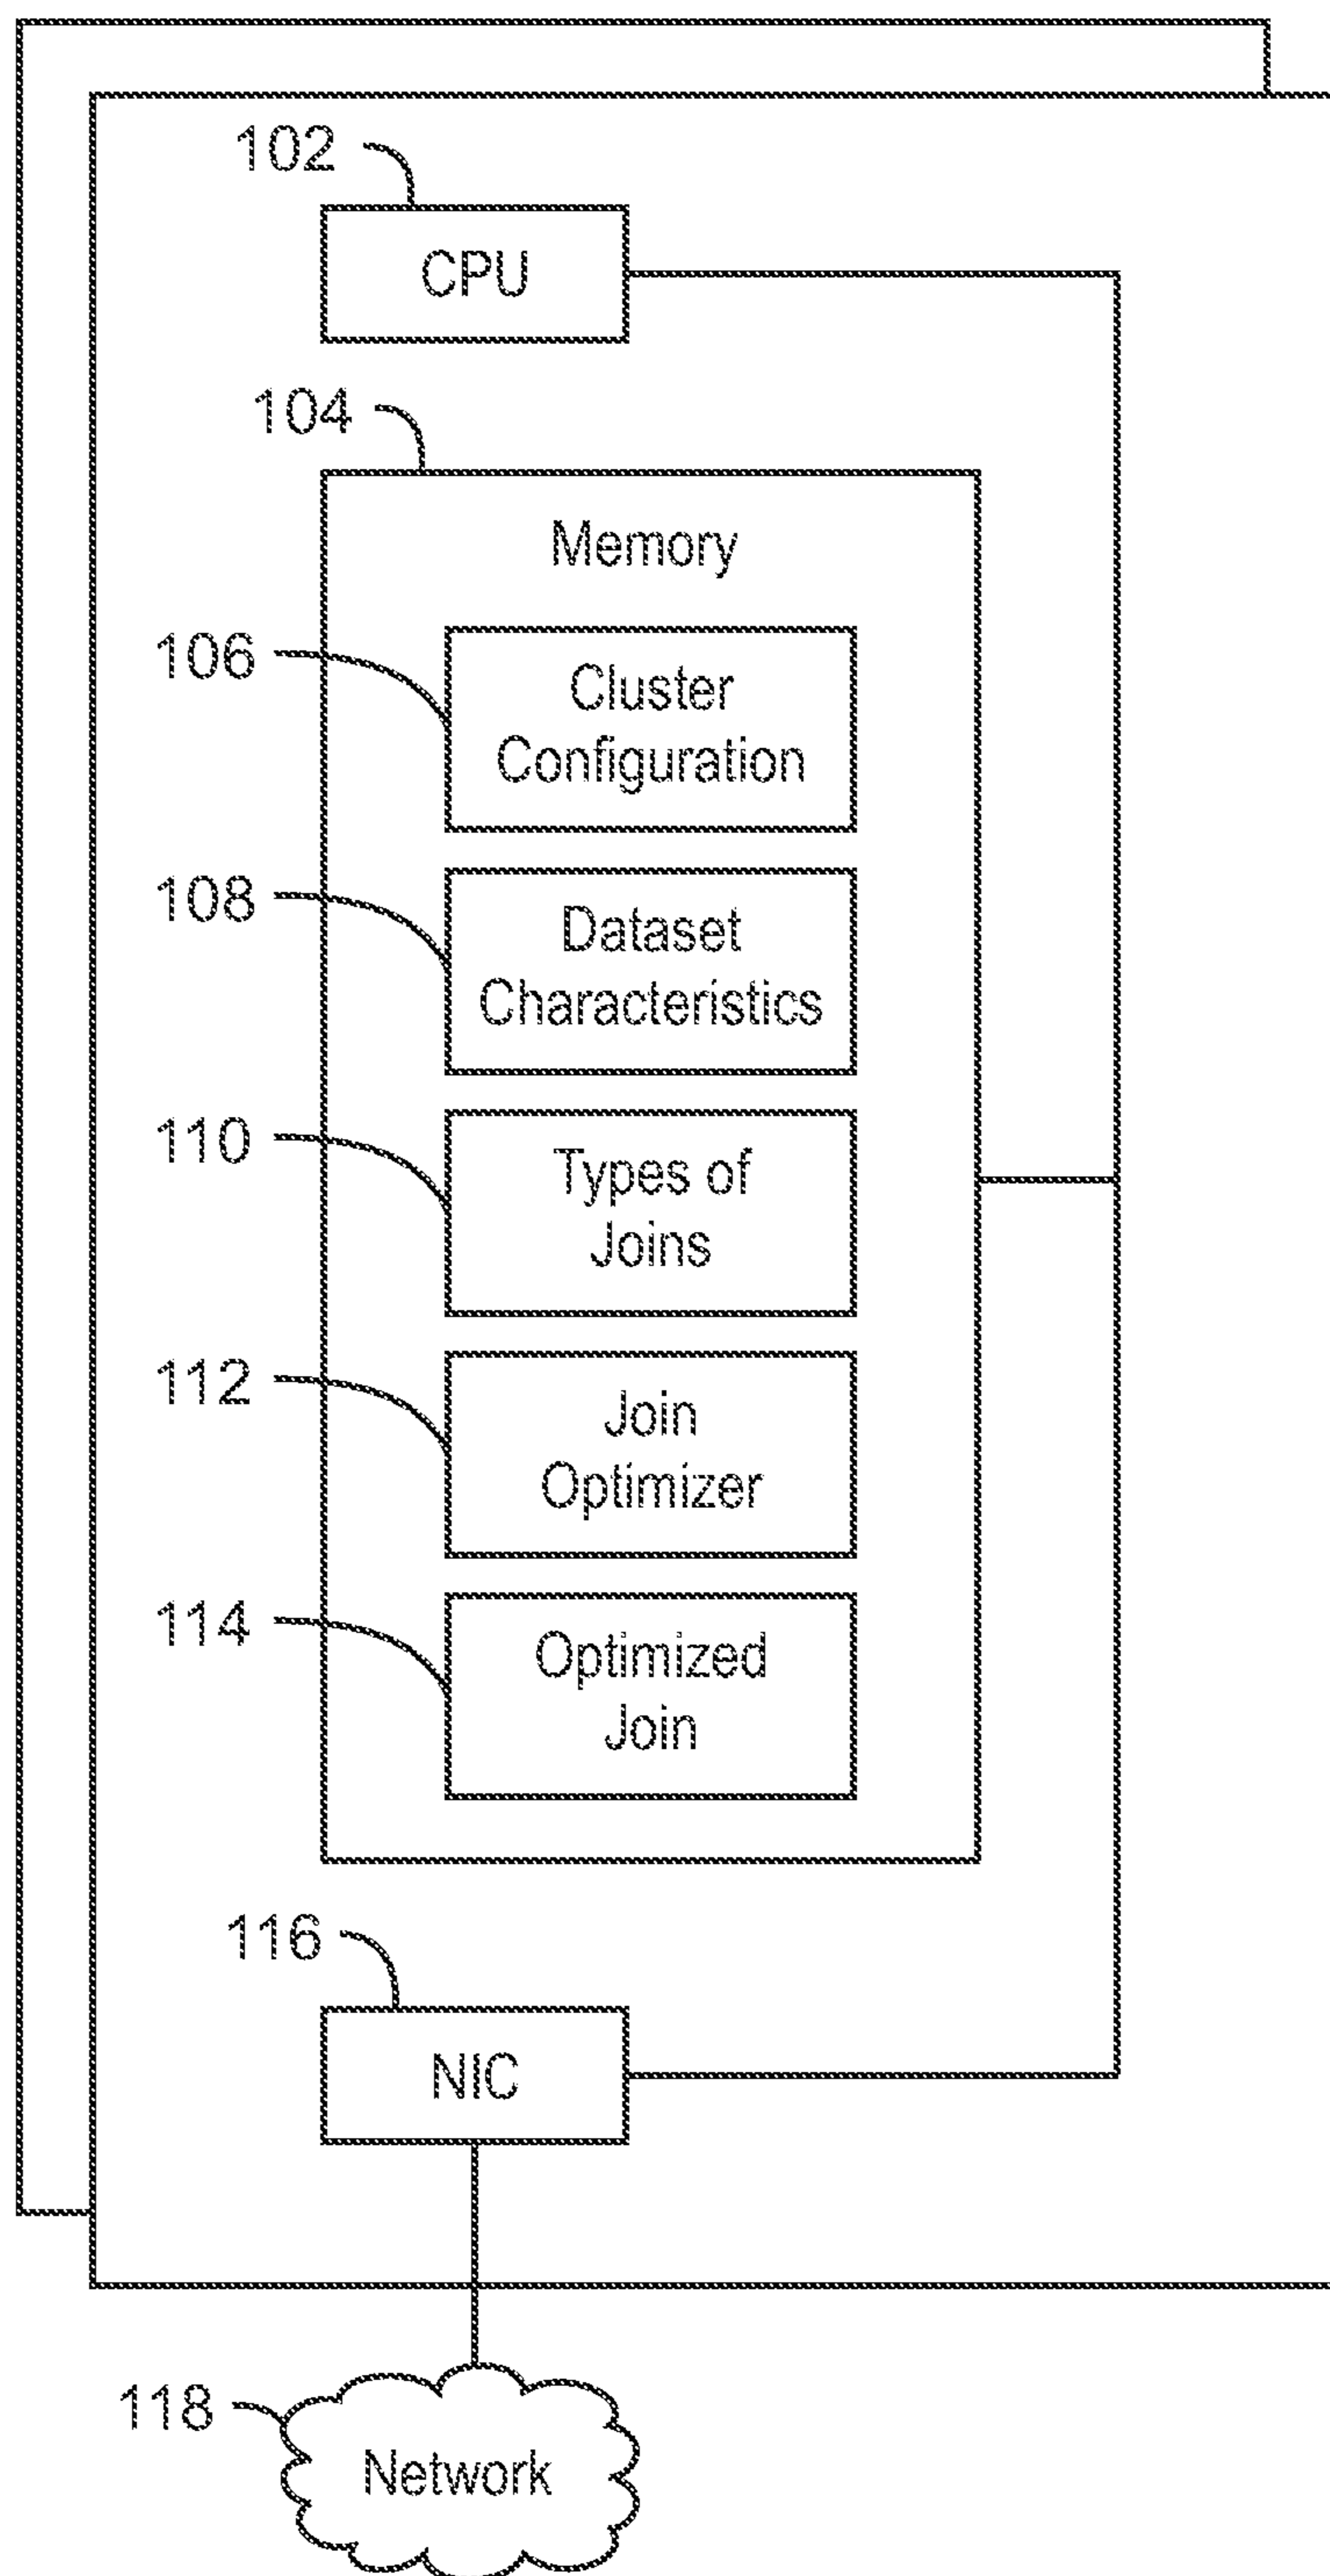 102
CPU
104
Memory
106
Cluster
Configuration
108
Dataset
Characteristics
110
Types of
Joins
112
Join
Optimizer
114
Optimized
Join
116
NIC
118
Network